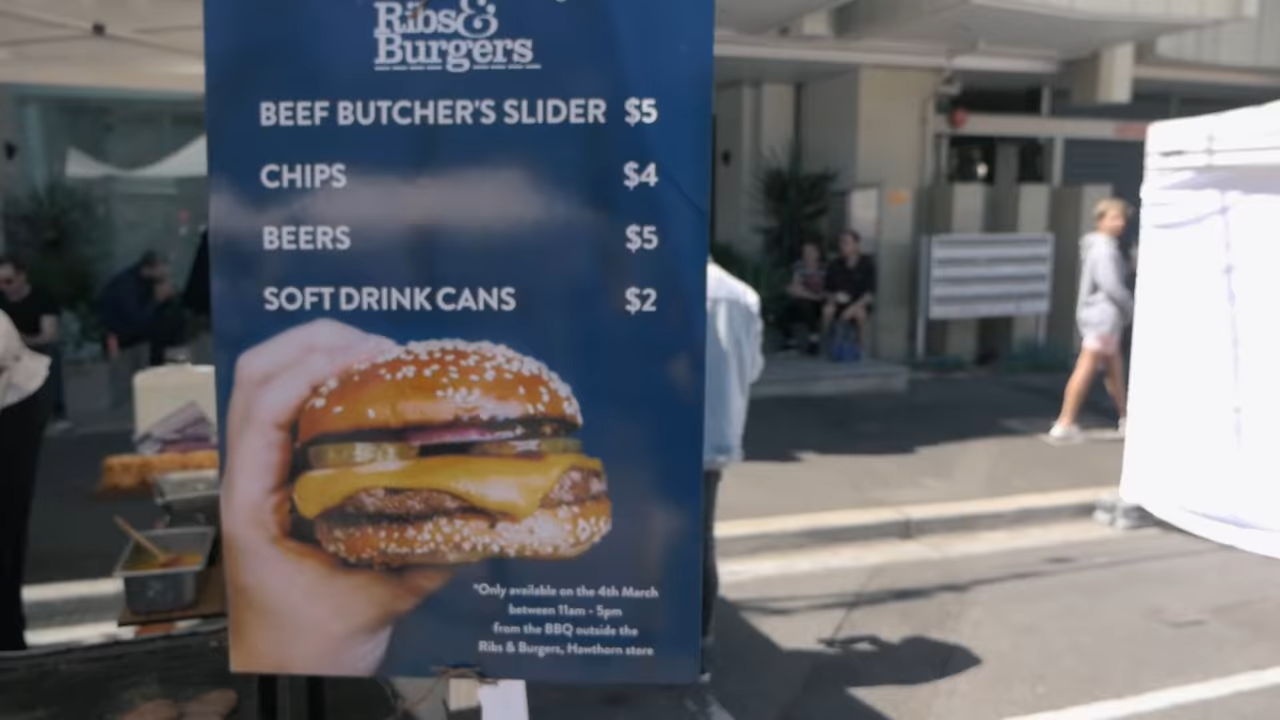 Ribs &
Burgers
BEEF BUTCHER'S SLIDER $5
CHIPS $4
BEERS $5
SOFT DRINK CANS $2
*Only available on the 4th March
between 11am - 5pm
from the BBQ outside the
Ribs & Burgers, Hawthorn store